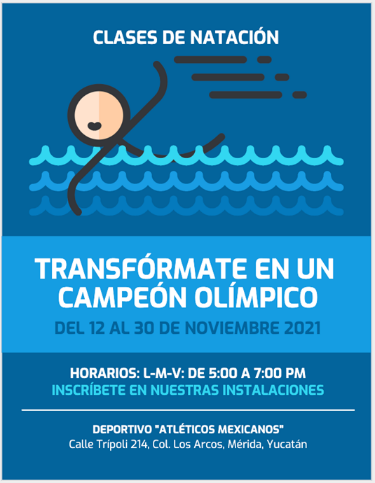 CLASES DE NATACIÓN
TRANSFÓRMATE EN UN
CAMPEÓN OLÍMPICO
DEL 12 AL 30 DE NOVIEMBRE 2021
HORARIOS: L-M-V: DE 5:00 A 7:00 PM
INSCRÍBETE EN NUESTRAS INSTALACIONES
DEPORTIVO "ATLÉTICOS MEXICANOS"
Calle Trípoli 214, Col. Los Arcos, Mérida, Yucatán